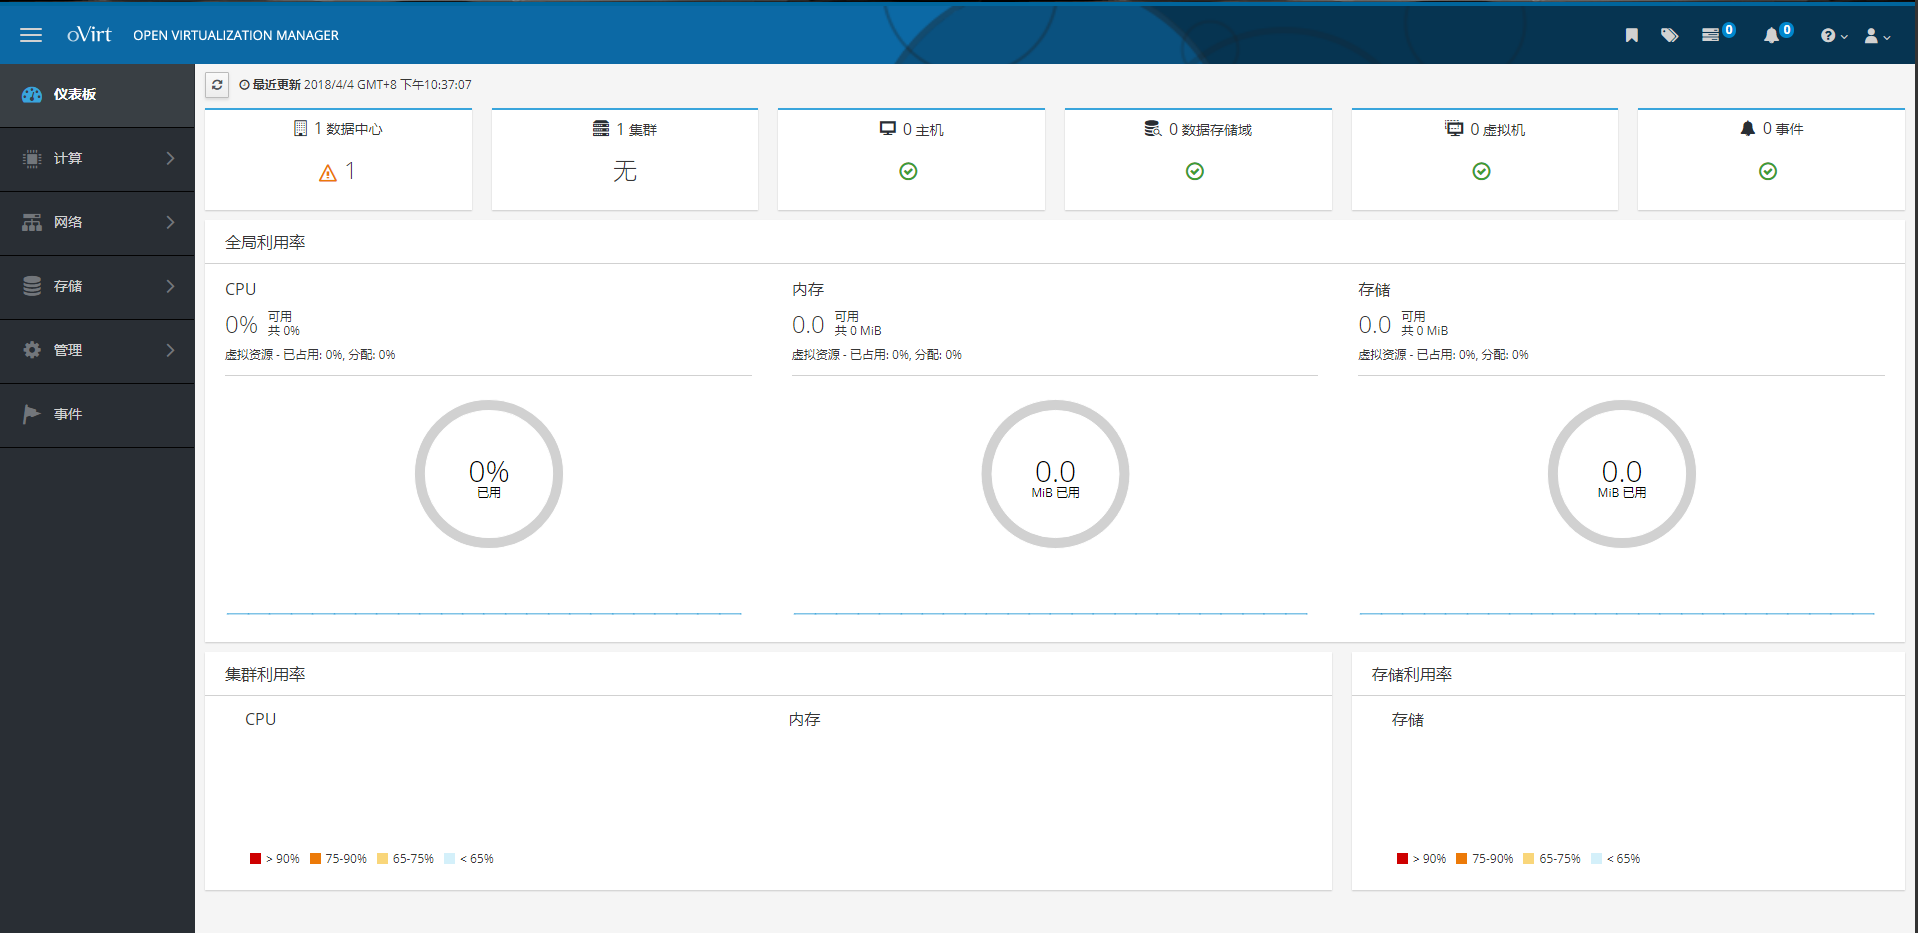 oVirt OPEN VIRTUALIZATION MANAGER 0 0
仪表板
计算
网络
存储
管理
事件
最近更新 2018/4/4 GMT+8 下午10:37:07
1 数据中心
1
1 集群
无
0 主机
0 数据存储域
0 虚拟机
0 事件
全局利用率
CPU
0% 可用
共 0%
虚拟资源 - 已占用: 0%, 分配: 0%
0%
已用
内存
0.0 可用
共 0 MiB
虚拟资源 - 已占用: 0%, 分配: 0%
0.0
MiB 已用
存储
0.0 可用
共 0 MiB
虚拟资源 - 已占用: 0%, 分配: 0%
0.0
MiB 已用
集群利用率
CPU
内存
> 90% 75-90% 65-75% < 65%
存储利用率
存储
> 90% 75-90% 65-75% < 65%